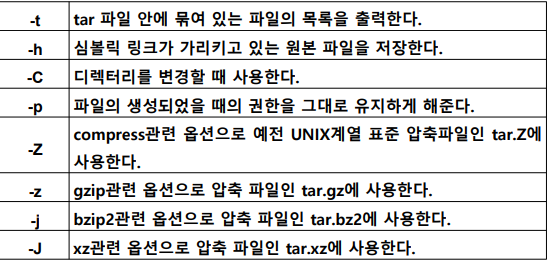 -t tar 파일 안에 묶여 있는 파일의 목록을 출력한다.
-h 심볼릭 링크가 가리키고 있는 원본 파일을 저장한다.
-C 디렉터리를 변경할 때 사용한다.
-p 파일의 생성되었을 때의 권한을 그대로 유지하게 해준다.
-Z compress관련 옵션으로 예전 UNIX계열 표준 압축파일인 tar.Z에
사용한다.
-z gzip관련 옵션으로 압축 파일인 tar.gz에 사용한다.
-j bzip2관련 옵션으로 압축 파일인 tar.bz2에 사용한다.
-J xz관련 옵션으로 압축 파일인 tar.xz에 사용한다.